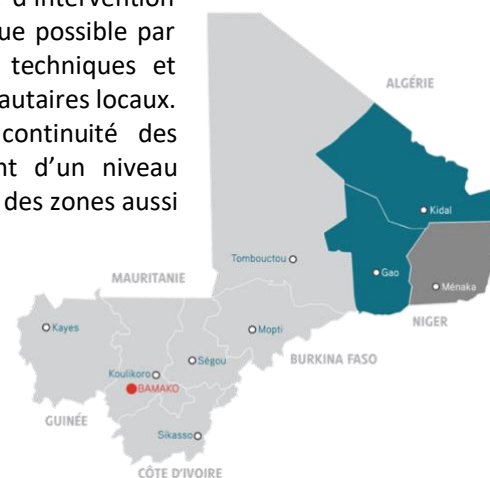 d'intervention
que possible par
techniques et
autaires locaux.
continuité des
nt d'un niveau
des zones aussi
ALGÉRIE
Kidal
Tombouctou
Gao
Ménaka
MAURITANIE
NIGER
Kayes
Mopti
Ségou
BURKINA FASO
Koulikoro
BAMAKO
GUINÉE
Sikasso
CÔTE D'IVOIRE